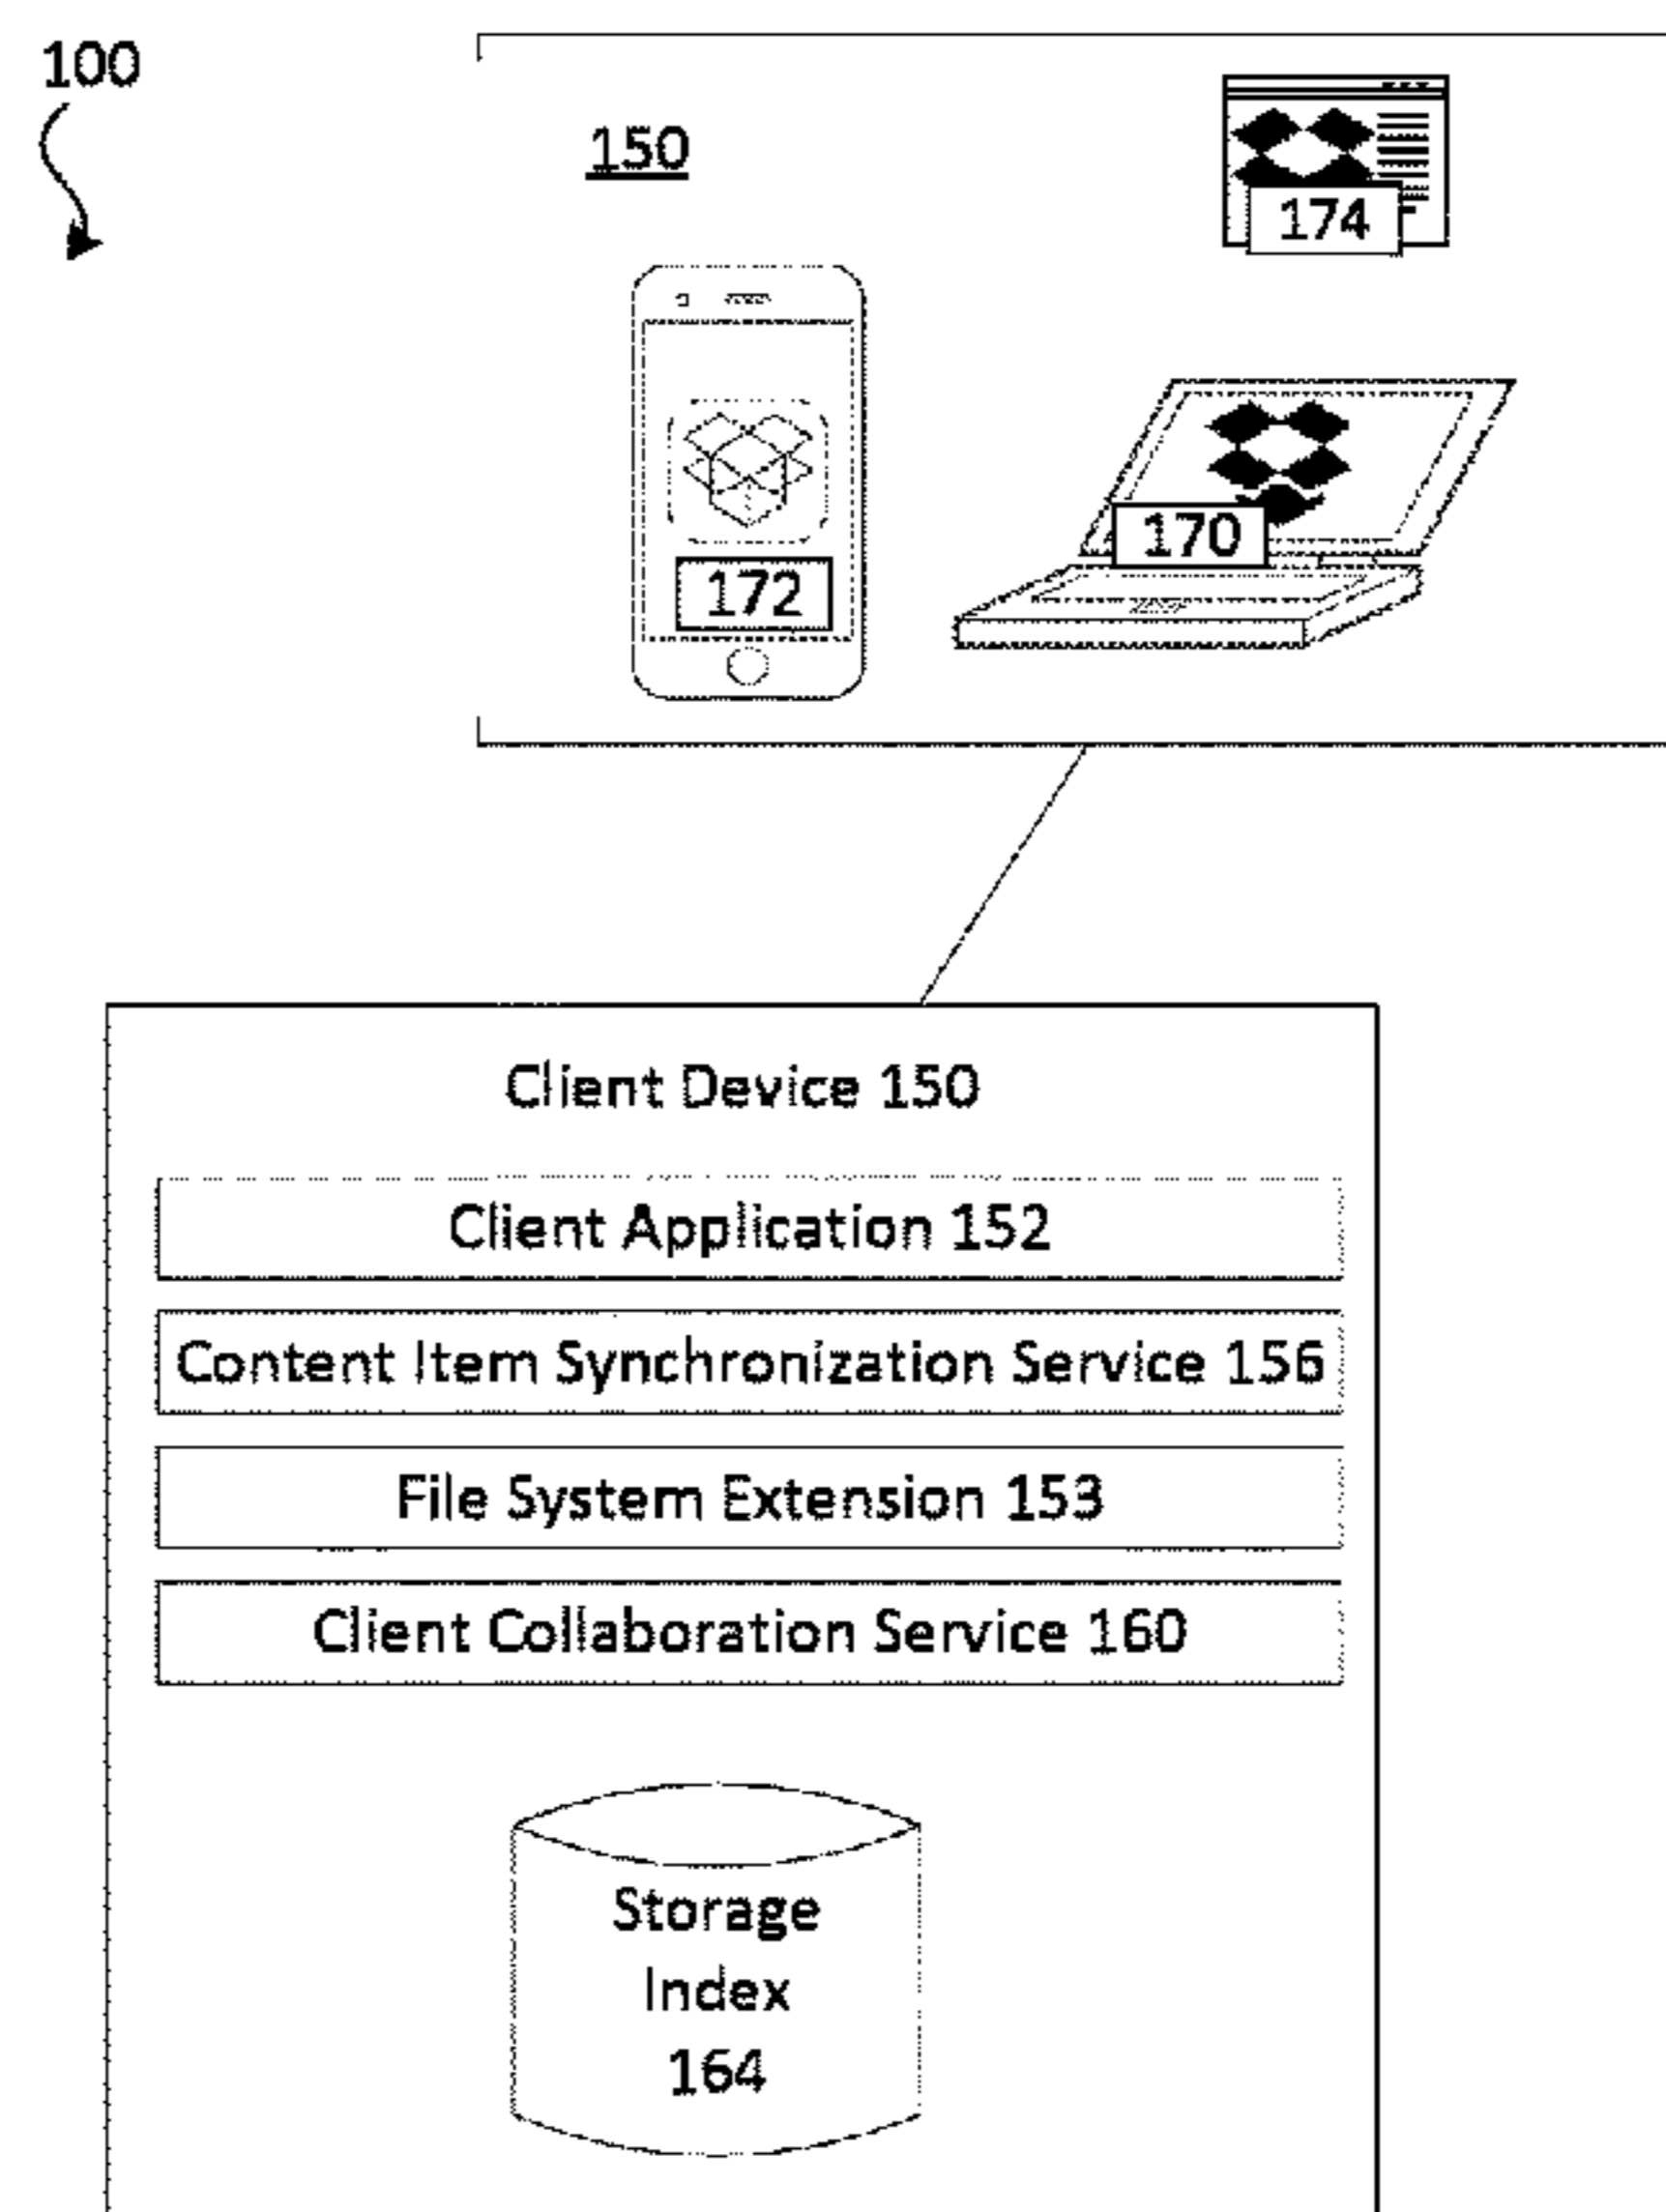 100
150
174
172
170
Client Device 150
Client Application 152
Content Item Synchronization Service 156
File System Extension 153
Client Collaboration Service 160
Storage
Index
164